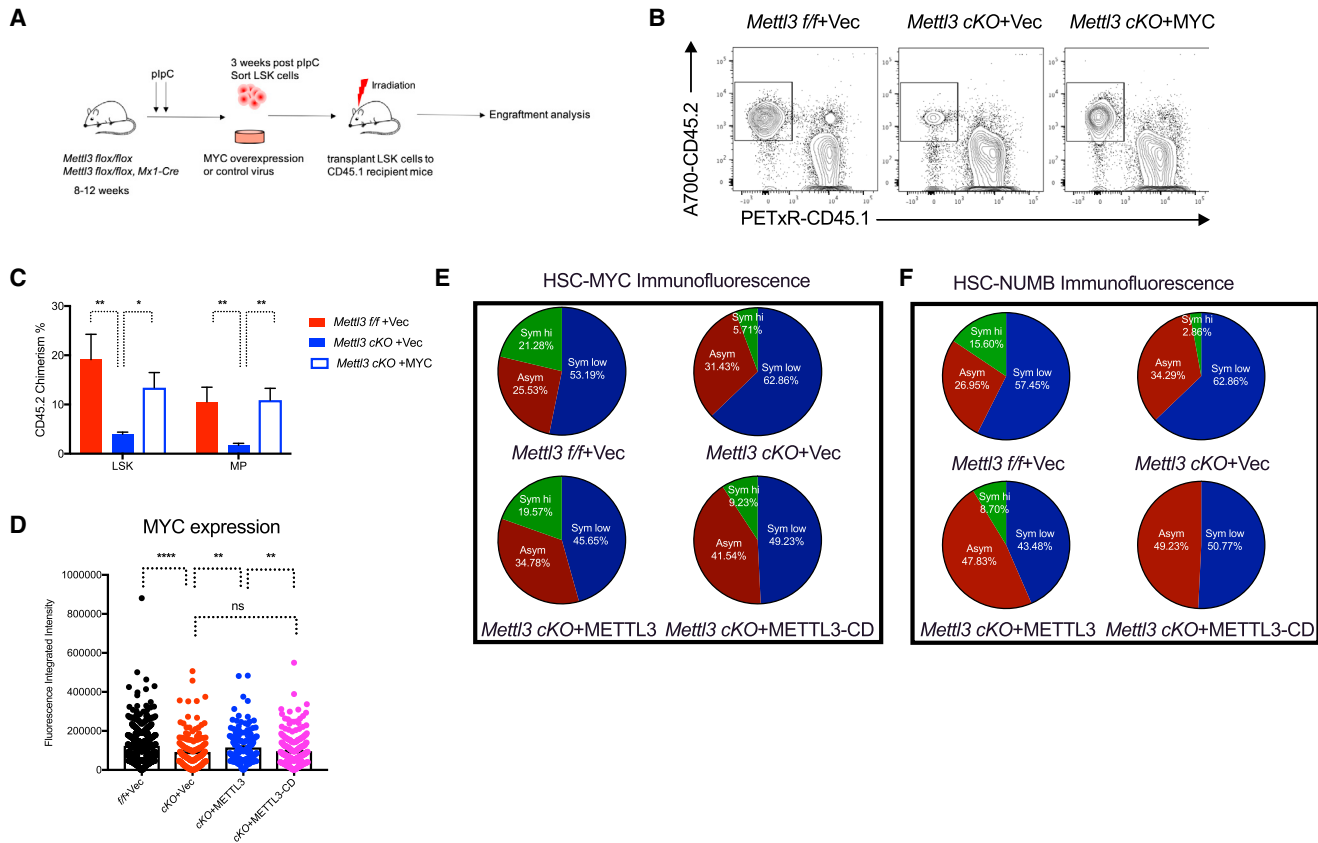 A
pIpC
3 weeks post pIpC
Sort LSK cells
Irradiation
Engraftment analysis
Mettl3 flox/flox
Mettl3 flox/flox, Mx1-Cre
8-12 weeks
MYC overexpression
or control virus
transplant LSK cells to
CD45.1 recipient mice
B
Mettl3 f/f+Vec
Mettl3 cKO+Vec
Mettl3 cKO+MYC
A700-CD45.2
PETxR-CD45.1
C
CD45.2 Chimerism %
30
20
10
0
** * ** **
LSK MP
Mettl3 f/f +Vec
Mettl3 cKO +Vec
Mettl3 cKO +MYC
D
MYC expression
**** ** **
ns
Fluorescence Integrated Intensity
1000000
800000
600000
400000
200000
0
f/f+Vec
cKO+Vec
cKO+METTL3
cKO+METTL3-CD
E
HSC-MYC Immunofluorescence
Sym hi
21.28%
Sym low
53.19%
Asym
25.53%
Mettl3 f/f+Vec
Sym hi
5.71%
Asym
31.43%
Sym low
62.86%
Mettl3 cKO+Vec
Sym hi
19.57%
Sym low
45.65%
Asym
34.78%
Mettl3 cKO+METTL3
Sym hi
9.23%
Sym low
49.23%
Asym
41.54%
Mettl3 cKO+METTL3-CD
F
HSC-NUMB Immunofluorescence
Sym hi
15.60%
Asym
26.95%
Sym low
57.45%
Mettl3 f/f+Vec
Sym hi
2.86%
Asym
34.29%
Sym low
62.86%
Mettl3 cKO+Vec
Sym hi
8.70%
Asym
47.83%
Sym low
43.48%
Mettl3 cKO+METTL3
Asym
49.23%
Sym low
50.77%
Mettl3 cKO+METTL3-CD